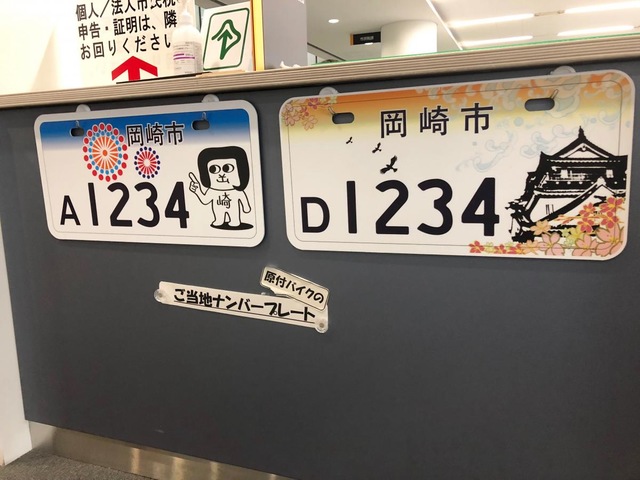 個人/法人市民税
申告・証明は、隣
お回りください
岡崎市
A1234
崎
岡崎市
D1234
原付バイクの
ご当地ナンバープレート